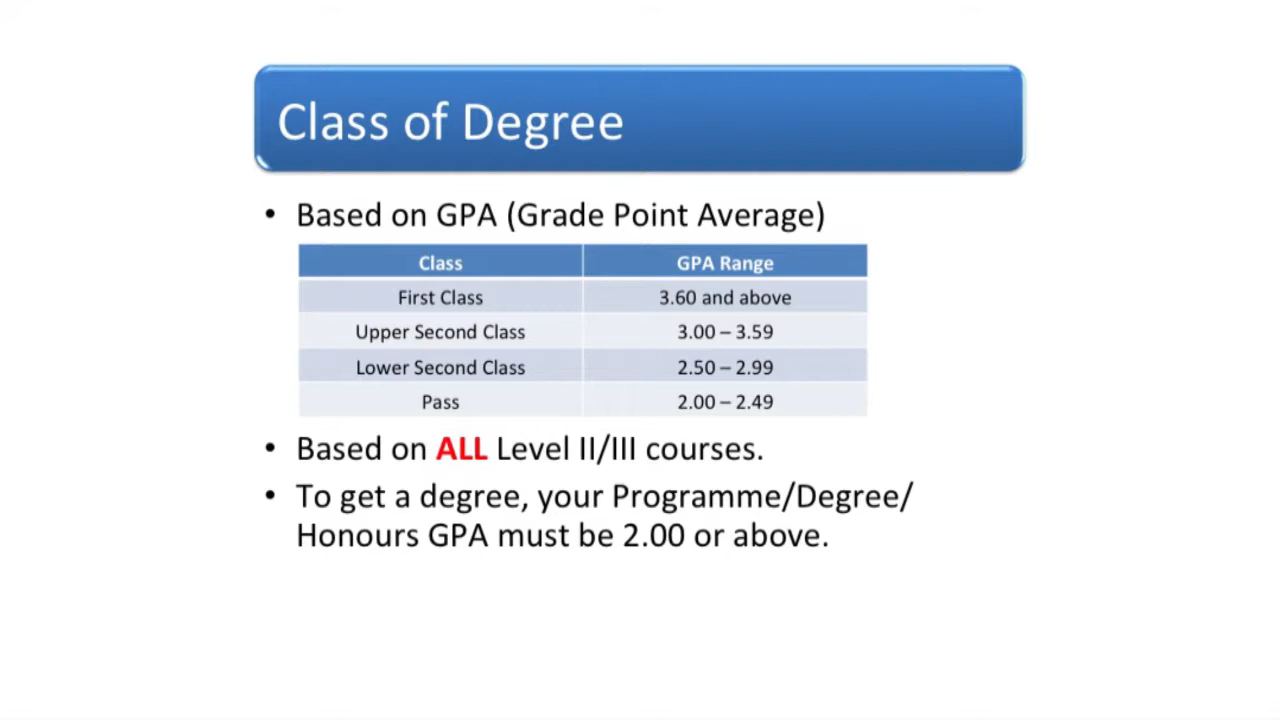 Class of Degree
• Based on GPA (Grade Point Average)
Class GPA Range
First Class 3.60 and above
Upper Second Class 3.00 – 3.59
Lower Second Class 2.50 – 2.99
Pass 2.00 – 2.49
• Based on ALL Level II/III courses.
• To get a degree, your Programme/Degree/
Honours GPA must be 2.00 or above.